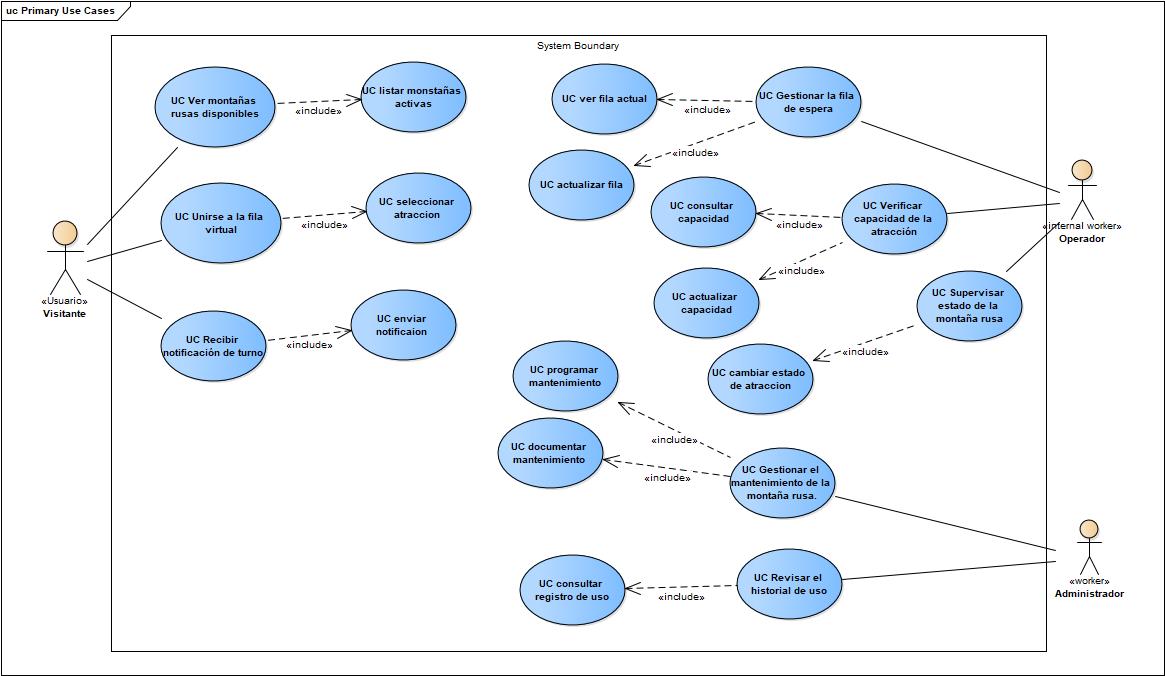 uc Primary Use Cases
System Boundary
UC Ver montañas
rusas disponibles
«include»
UC listar monstañas
activas
UC Unirse a la fila
virtual
«include»
UC seleccionar
atraccion
UC Recibir
notificación de turno
«include»
UC enviar
notificaion
«Usuario»
Visitante
UC ver fila actual
«include»
UC Gestionar la fila
de espera
«include»
UC actualizar fila
UC consultar
capacidad
«include»
UC Verificar
capacidad de la
atracción
«include»
UC actualizar
capacidad
UC Supervisar
estado de la
montaña rusa
«include»
UC cambiar estado
de atraccion
«internal worker»
Operador
UC programar
mantenimiento
«include»
UC documentar
mantenimiento
«include»
UC Gestionar el
mantenimiento de la
montaña rusa.
UC consultar
registro de uso
«include»
UC Revisar el
historial de uso
«worker»
Administrador